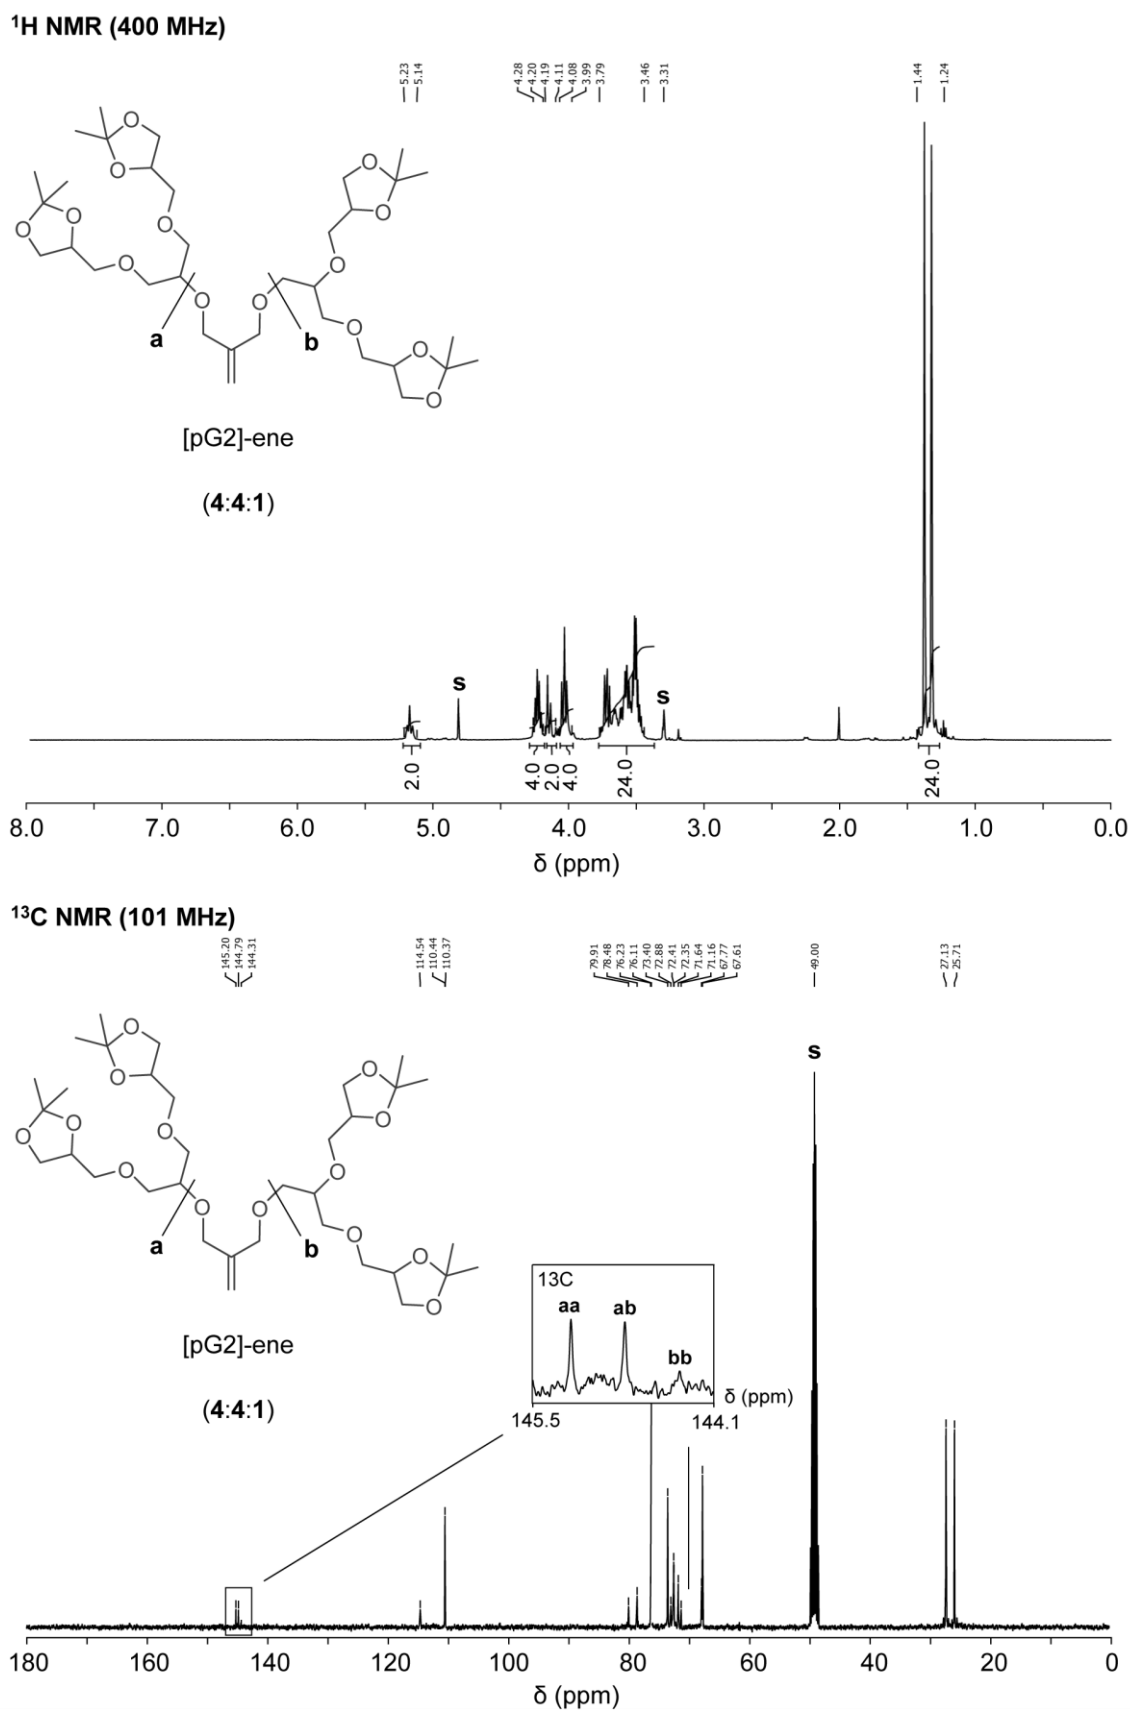 ¹H NMR (400 MHz)
5.23
5.14
4.28
4.20
4.19
4.11
4.08
3.99
3.79
3.46
3.31
1.44
1.24
O
O
O
O
O
O
O
O
O
O
O
O
O
O
a
b
[pG2]-ene
(4:4:1)
s
s
2.0
4.0
2.0
4.0
24.0
24.0
8.0 7.0 6.0 5.0 4.0 3.0 2.0 1.0 0.0
δ (ppm)
¹³C NMR (101 MHz)
145.20
144.79
144.31
114.54
110.44
110.37
79.91
78.48
76.23
76.11
73.40
72.88
72.41
72.35
71.64
71.16
67.77
67.61
49.00
27.13
25.71
O
O
O
O
O
O
O
O
O
O
O
O
O
O
a
b
[pG2]-ene
(4:4:1)
s
13C
aa
ab
bb
δ (ppm)
145.5 144.1
180 160 140 120 100 80 60 40 20 0
δ (ppm)